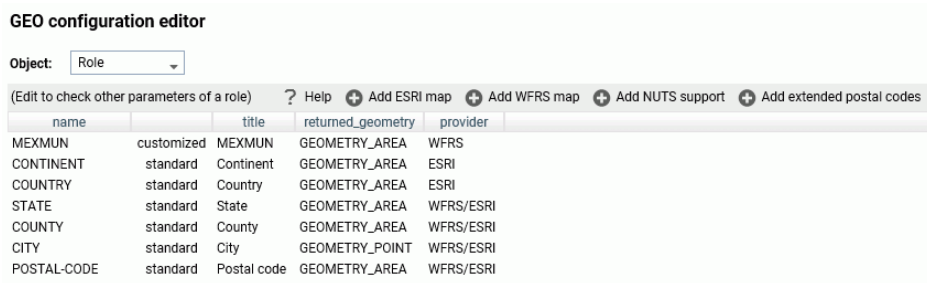 GEO configuration editor
Object: Role
(Edit to check other parameters of a role) ? Help Add ESRI map Add WFRS map Add NUTS support Add extended postal codes
name title returned_geometry provider
MEXMUN customized MEXMUN GEOMETRY_AREA WFRS
CONTINENT standard Continent GEOMETRY_AREA ESRI
COUNTRY standard Country GEOMETRY_AREA ESRI
STATE standard State GEOMETRY_AREA WFRS/ESRI
COUNTY standard County GEOMETRY_AREA WFRS/ESRI
CITY standard City GEOMETRY_POINT WFRS/ESRI
POSTAL-CODE standard Postal code GEOMETRY_AREA WFRS/ESRI